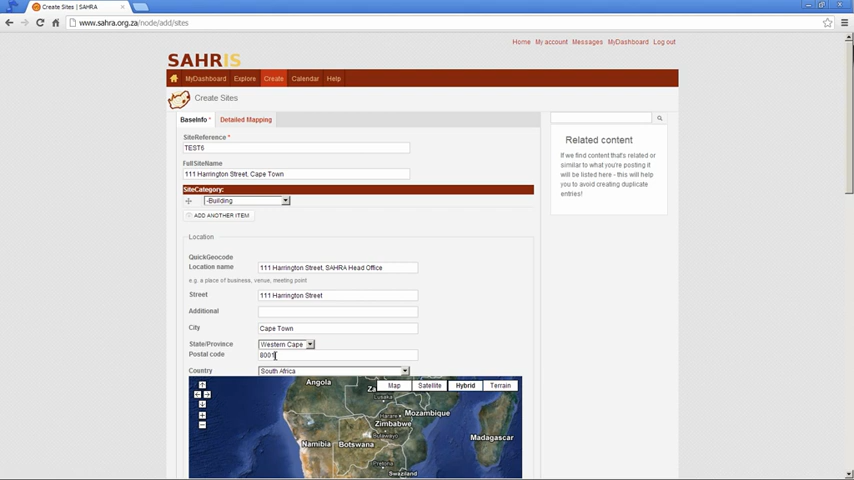 Create Sites | SAHRA
www.sahra.org.za/node/add/sites
Home My account Messages MyDashboard Log out
SAHRIS
MyDashboard Explore Create Calendar Help
Create Sites
BaseInfo * Detailed Mapping
SiteReference *
TEST6
FullSiteName
111 Harrington Street, Cape Town
SiteCategory:
-Building
ADD ANOTHER ITEM
Location
QuickGeocode
Location name 111 Harrington Street, SAHRA Head Office
e.g. a place of business, venue, meeting point
Street 111 Harrington Street
Additional
City Cape Town
State/Province Western Cape
Postal code 8001
Country South Africa
Map Satellite Hybrid Terrain
Angola
Za
Lusaka
Harare
Mozambique
Zimbabwe
Bulawayo
Namibia
Botswana
Madagascar
Pretoria
Swaziland
Related content
If we find content that's related or
similar to what you're posting it
will be listed here - this will help
you to avoid creating duplicate
entries!